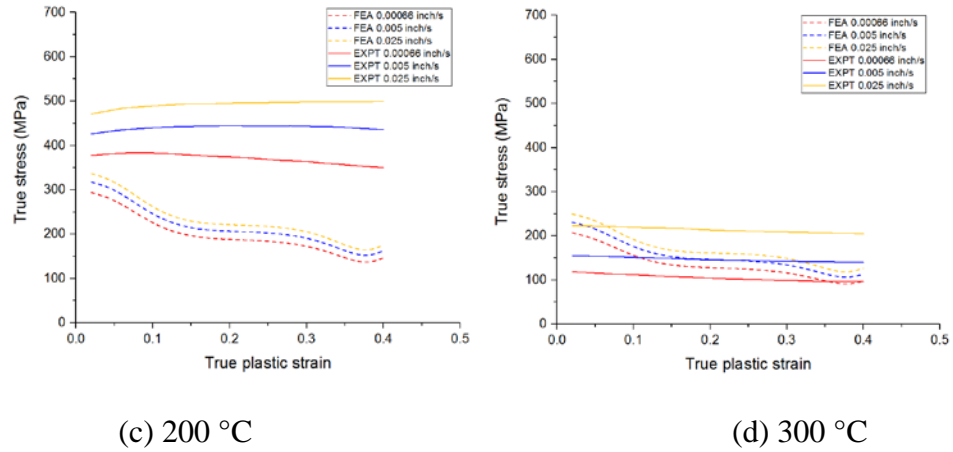 FEA 0.00066 inch/s
FEA 0.005 inch/s
FEA 0.025 inch/s
EXPT 0.00066 inch/s
EXPT 0.005 inch/s
EXPT 0.025 inch/s
700
600
500
400
300
200
100
0
True stress (MPa)
0.0 0.1 0.2 0.3 0.4 0.5
True plastic strain
(c) 200 °C
FEA 0.00066 inch/s
FEA 0.005 inch/s
FEA 0.025 inch/s
EXPT 0.00066 inch/s
EXPT 0.005 inch/s
EXPT 0.025 inch/s
700
600
500
400
300
200
100
0
True stress (MPa)
0.0 0.1 0.2 0.3 0.4 0.5
True plastic strain
(d) 300 °C